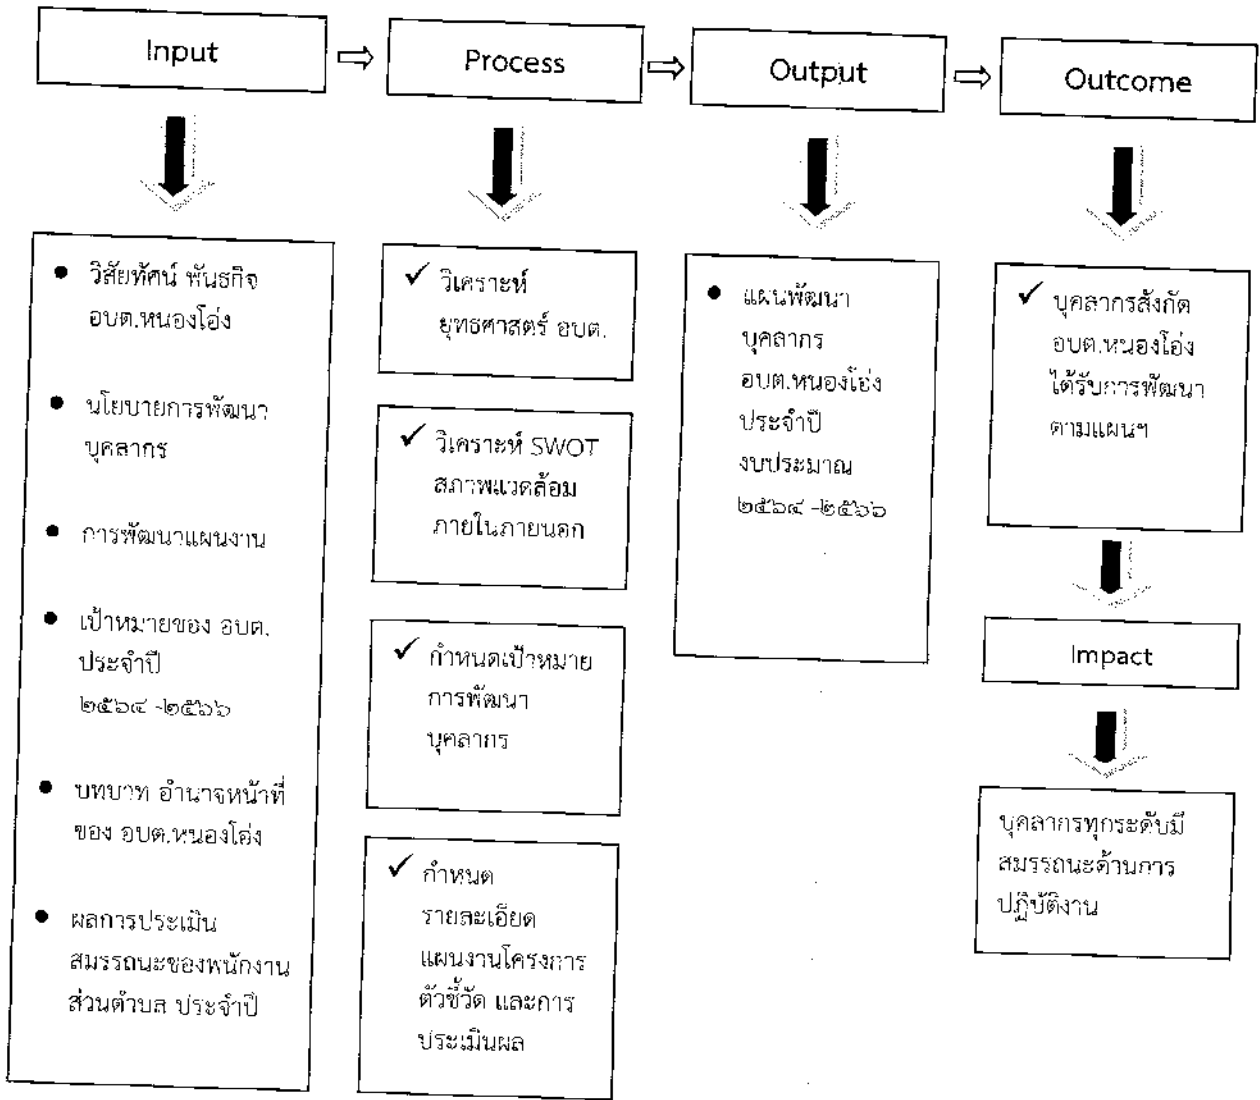 Input
Process
Output
Outcome
วิสัยทัศน์ พันธกิจ
อบต.หนองโอ่ง
นโยบายการพัฒนา
บุคลากร
การพัฒนาแผนงาน
เป้าหมายของ อบต.
ประจำปี
๒๕๖๔ -๒๕๖๖
บทบาท อำนาจหน้าที่
ของ อบต.หนองโอ่ง
ผลการประเมิน
สมรรถนะของพนักงาน
ส่วนตำบล ประจำปี
วิเคราะห์
ยุทธศาสตร์ อบต.
วิเคราะห์ SWOT
สภาพแวดล้อม
ภายในภายนอก
กำหนดเป้าหมาย
การพัฒนา
บุคลากร
กำหนด
รายละเอียด
แผนงานโครงการ
ตัวชี้วัด และการ
ประเมินผล
แผนพัฒนา
บุคลากร
อบต.หนองโอ่ง
ประจำปี
งบประมาณ
๒๕๖๔ -๒๕๖๖
บุคลากรสังกัด
อบต.หนองโอ่ง
ได้รับการพัฒนา
ตามแผนฯ
Impact
บุคลากรทุกระดับมี
สมรรถนะด้านการ
ปฏิบัติงาน